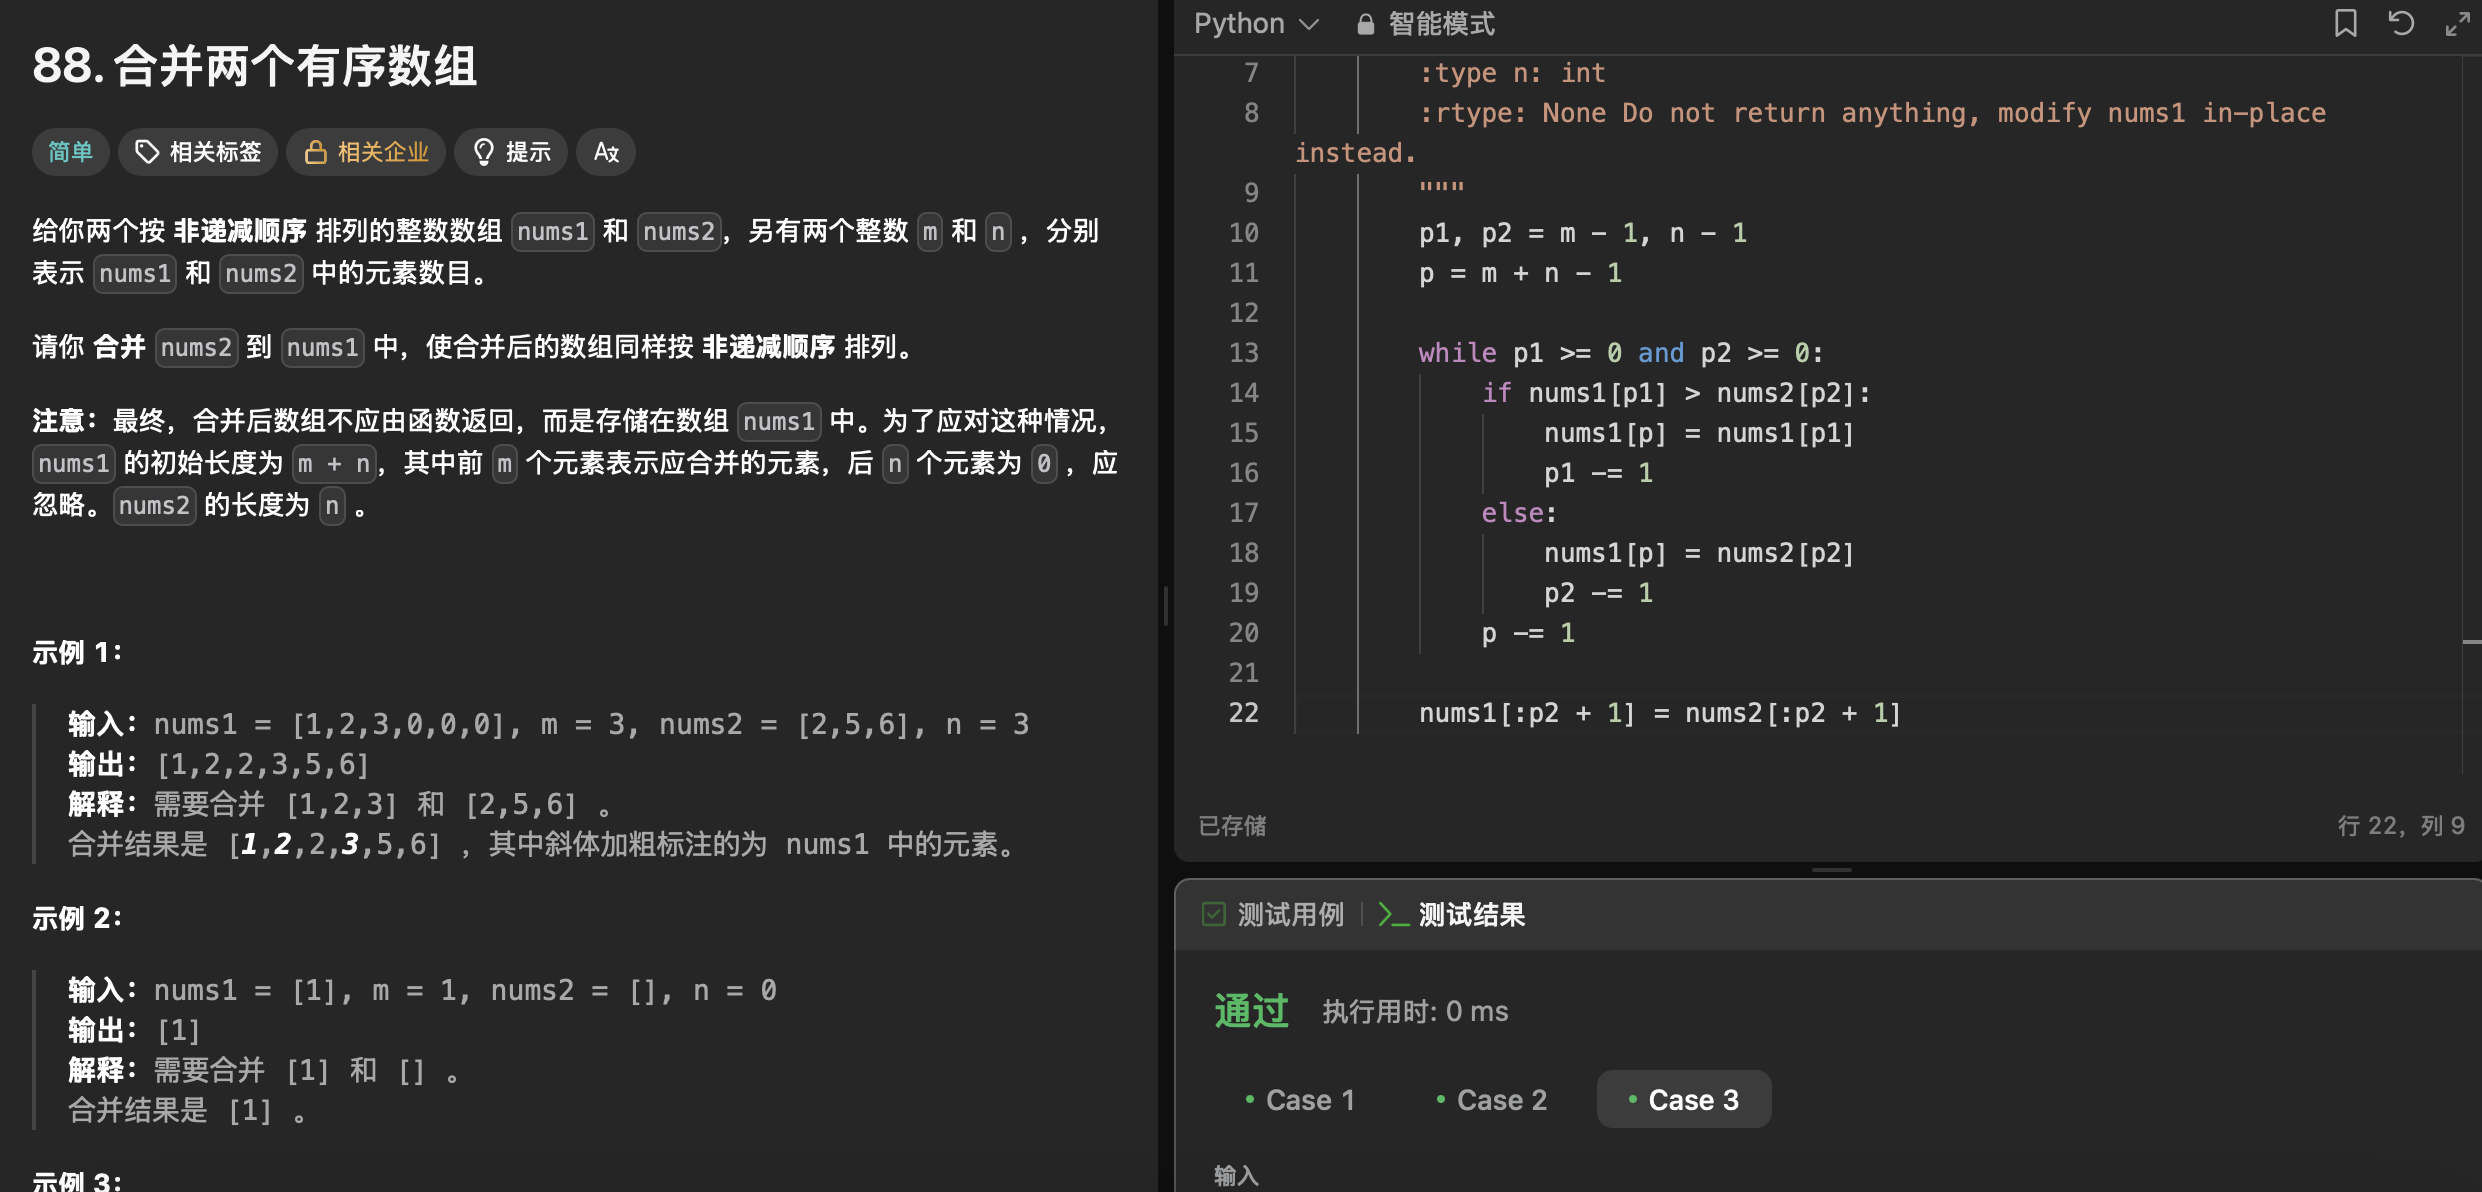 88. 合并两个有序数组
简单 相关标签 相关企业 提示
给你两个按 非递减顺序 排列的整数数组 nums1 和 nums2，另有两个整数 m 和 n ，分别
表示 nums1 和 nums2 中的元素数目。
请你 合并 nums2 到 nums1 中，使合并后的数组同样按 非递减顺序 排列。
注意：最终，合并后数组不应由函数返回，而是存储在数组 nums1 中。为了应对这种情况，
nums1 的初始长度为 m + n，其中前 m 个元素表示应合并的元素，后 n 个元素为 0 ，应
忽略。nums2 的长度为 n 。
示例 1：
输入：nums1 = [1,2,3,0,0,0], m = 3, nums2 = [2,5,6], n = 3
输出：[1,2,2,3,5,6]
解释：需要合并 [1,2,3] 和 [2,5,6] 。
合并结果是 [1,2,2,3,5,6] ，其中斜体加粗标注的为 nums1 中的元素。
示例 2：
输入：nums1 = [1], m = 1, nums2 = [], n = 0
输出：[1]
解释：需要合并 [1] 和 [] 。
合并结果是 [1] 。
示例 3：
Python 智能模式
7 :type n: int
8 :rtype: None Do not return anything, modify nums1 in-place
instead.
9 """
10 p1, p2 = m - 1, n - 1
11 p = m + n - 1
12
13 while p1 >= 0 and p2 >= 0:
14 if nums1[p1] > nums2[p2]:
15 nums1[p] = nums1[p1]
16 p1 -= 1
17 else:
18 nums1[p] = nums2[p2]
19 p2 -= 1
20 p -= 1
21
22 nums1[:p2 + 1] = nums2[:p2 + 1]
已存储 行 22，列 9
测试用例 测试结果
通过 执行用时: 0 ms
Case 1 Case 2 Case 3
输入